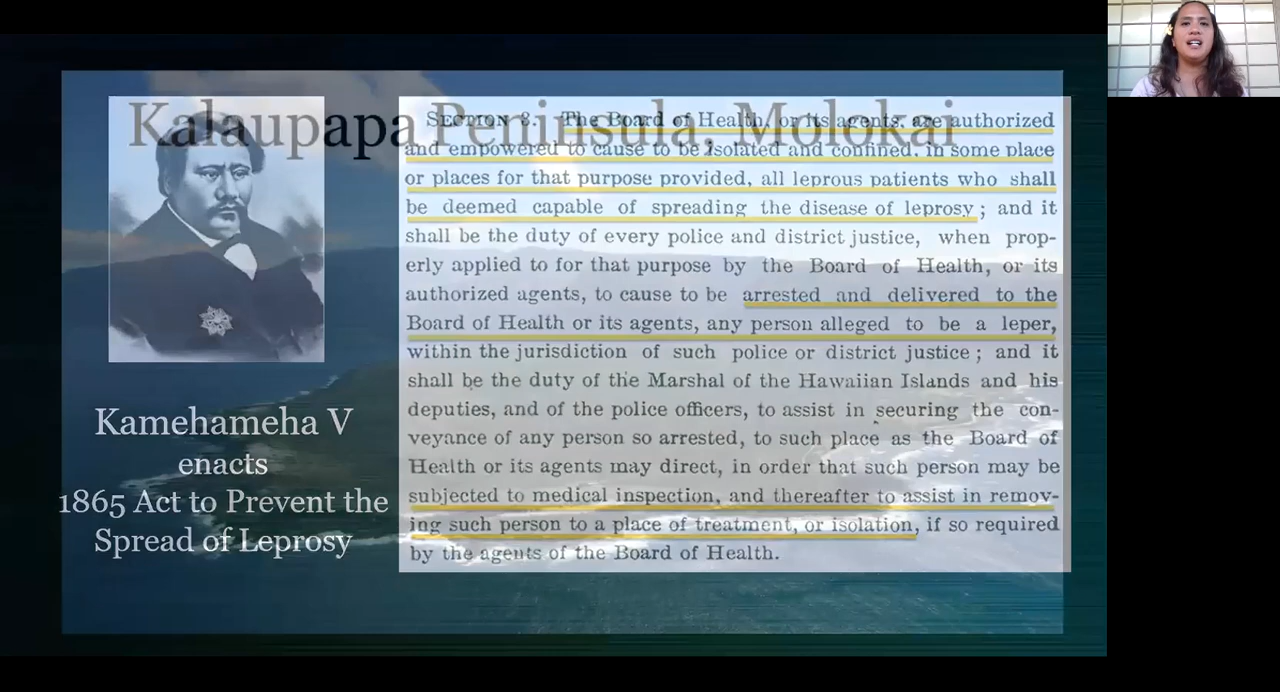 Kalaupapa Peninsula, Molokai
SECTION 3. The Board of Health, or its agents, are authorized
and empowered to cause to be isolated and confined, in some place
or places for that purpose provided, all leprous patients who shall
be deemed capable of spreading the disease of leprosy; and it
shall be the duty of every police and district justice, when prop-
erly applied to for that purpose by the Board of Health, or its
authorized agents, to cause to be arrested and delivered to the
Board of Health or its agents, any person alleged to be a leper,
within the jurisdiction of such police or district justice; and it
shall be the duty of the Marshal of the Hawaiian Islands and his
deputies, and of the police officers, to assist in securing the con-
veyance of any person so arrested, to such place as the Board of
Health or its agents may direct, in order that such person may be
subjected to medical inspection, and thereafter to assist in remov-
ing such person to a place of treatment, or isolation, if so required
by the agents of the Board of Health.
Kamehameha V
enacts
1865 Act to Prevent the
Spread of Leprosy